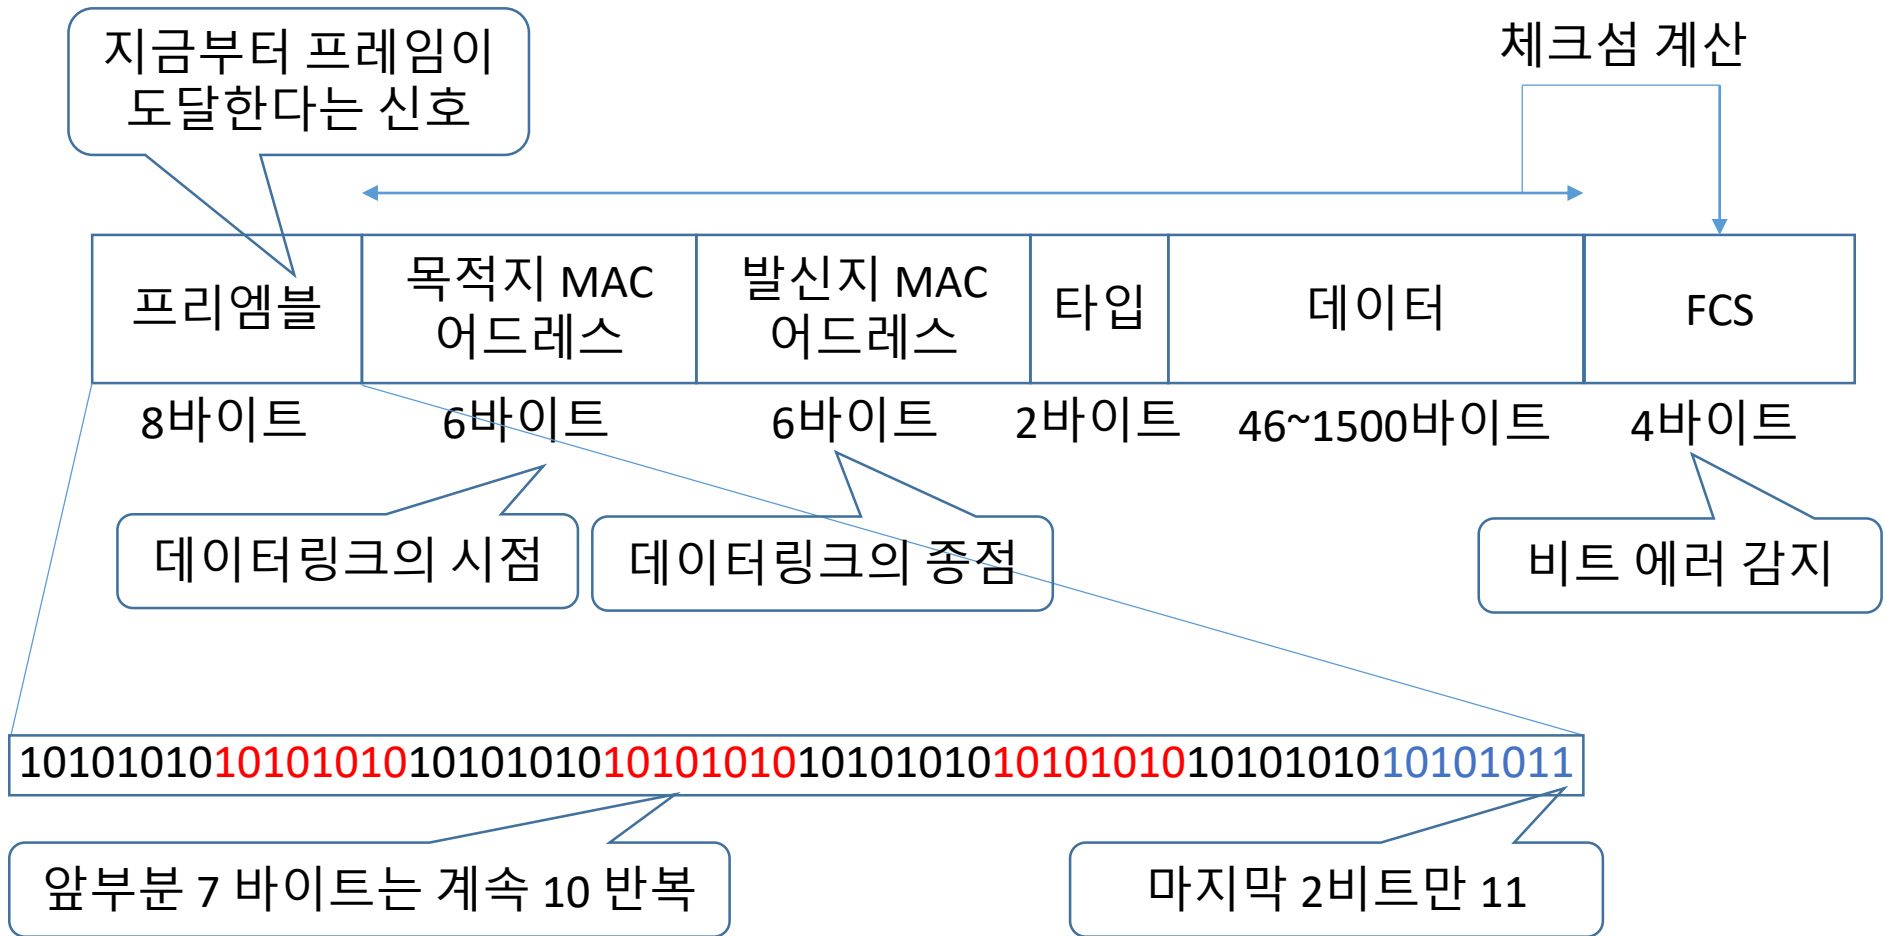 지금부터 프레임이
도달한다는 신호
체크섬 계산
프리엠블
목적지 MAC
어드레스
발신지 MAC
어드레스
타입
데이터
FCS
8바이트
6바이트
6바이트
2바이트
46~1500바이트
4바이트
데이터링크의 시점
데이터링크의 종점
비트 에러 감지
1010101010101010101010101010101010101010101010101010101010101011
앞부분 7 바이트는 계속 10 반복
마지막 2비트만 11